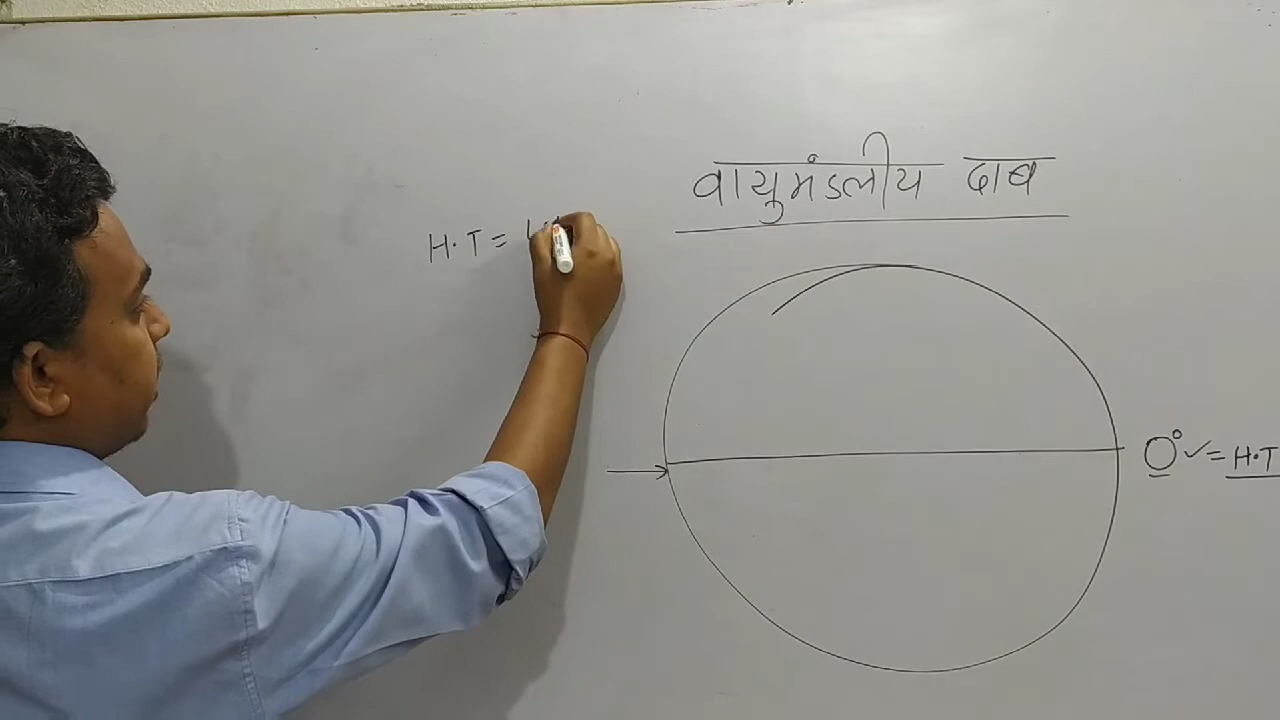 वायुमंडलीय दाब
H.T =
0° ✓ = H.T